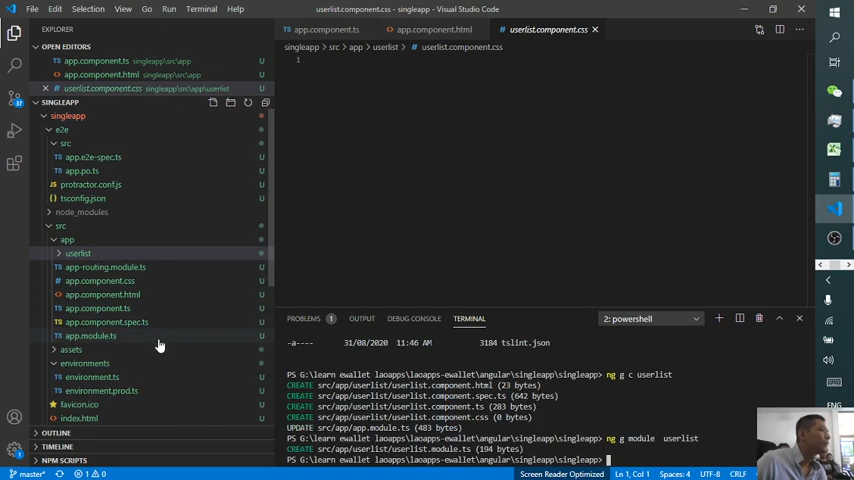 File Edit Selection View Go Run Terminal Help
userlist.component.css - singleapp - Visual Studio Code
EXPLORER
OPEN EDITORS
app.component.ts singleapp\src\app U
app.component.html singleapp\src\app U
userlist.component.css singleapp\src\app\userlist U
SINGLEAPP
singleapp
e2e
src
TS app.e2e-spec.ts U
TS app.po.ts U
JS protractor.conf.js U
tsconfig.json U
node_modules
src
app
userlist
TS app-routing.module.ts U
# app.component.css U
<> app.component.html U
TS app.component.ts U
TS app.component.spec.ts U
TS app.module.ts U
assets
environments
TS environment.ts U
TS environment.prod.ts U
favicon.ico U
index.html U
OUTLINE
TIMELINE
NPM SCRIPTS
TS app.component.ts
<> app.component.html
# userlist.component.css
singleapp > src > app > userlist > # userlist.component.css
1
PROBLEMS 1 OUTPUT DEBUG CONSOLE TERMINAL
2: powershell
-a---- 31/08/2020 11:46 AM 3184 tslint.json
PS G:\learn ewallet laoapps\laoapps-ewallet\angular\singleapp\singleapp> ng g c userlist
CREATE src/app/userlist/userlist.component.html (23 bytes)
CREATE src/app/userlist/userlist.component.spec.ts (642 bytes)
CREATE src/app/userlist/userlist.component.ts (283 bytes)
CREATE src/app/userlist/userlist.component.css (0 bytes)
UPDATE src/app/app.module.ts (483 bytes)
PS G:\learn ewallet laoapps\laoapps-ewallet\angular\singleapp\singleapp> ng g module userlist
CREATE src/app/userlist/userlist.module.ts (194 bytes)
PS G:\learn ewallet laoapps\laoapps-ewallet\angular\singleapp\singleapp>
37
master*
1 0
Screen Reader Optimized Ln 1, Col 1 Spaces: 4 UTF-8 CRLF
ENG